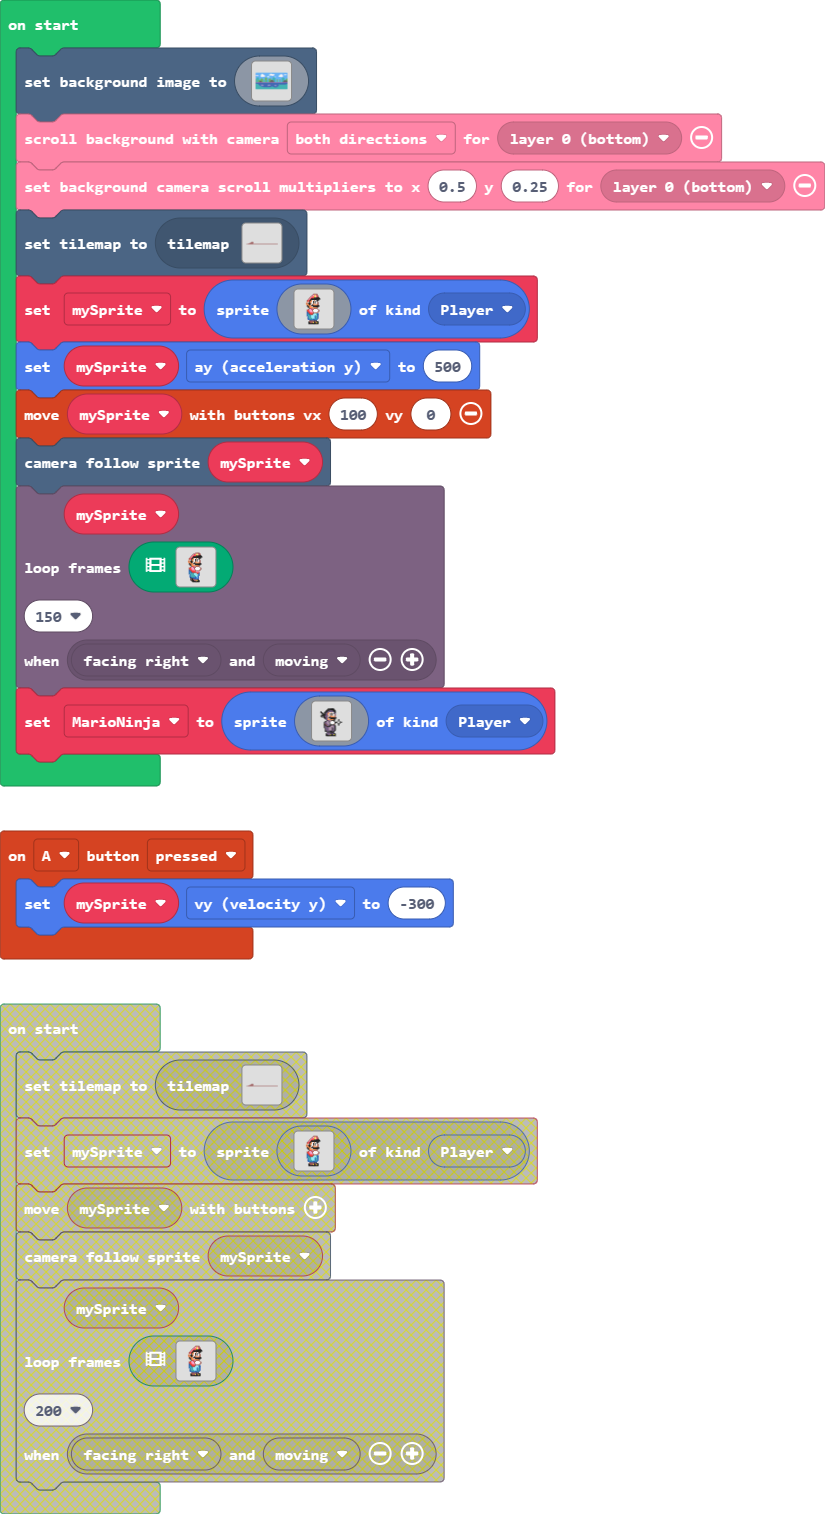 on start
set background image to
scroll background with camera both directions for layer 0 (bottom)
set background camera scroll multipliers to x 0.5 y 0.25 for layer 0 (bottom)
set tilemap to tilemap
set mySprite to sprite of kind Player
set mySprite ay (acceleration y) to 500
move mySprite with buttons vx 100 vy 0
camera follow sprite mySprite
mySprite
loop frames
150
when facing right and moving
set MarioNinja to sprite of kind Player
on A button pressed
set mySprite vy (velocity y) to -300
on start
set tilemap to tilemap
set mySprite to sprite of kind Player
move mySprite with buttons
camera follow sprite mySprite
mySprite
loop frames
200
when facing right and moving